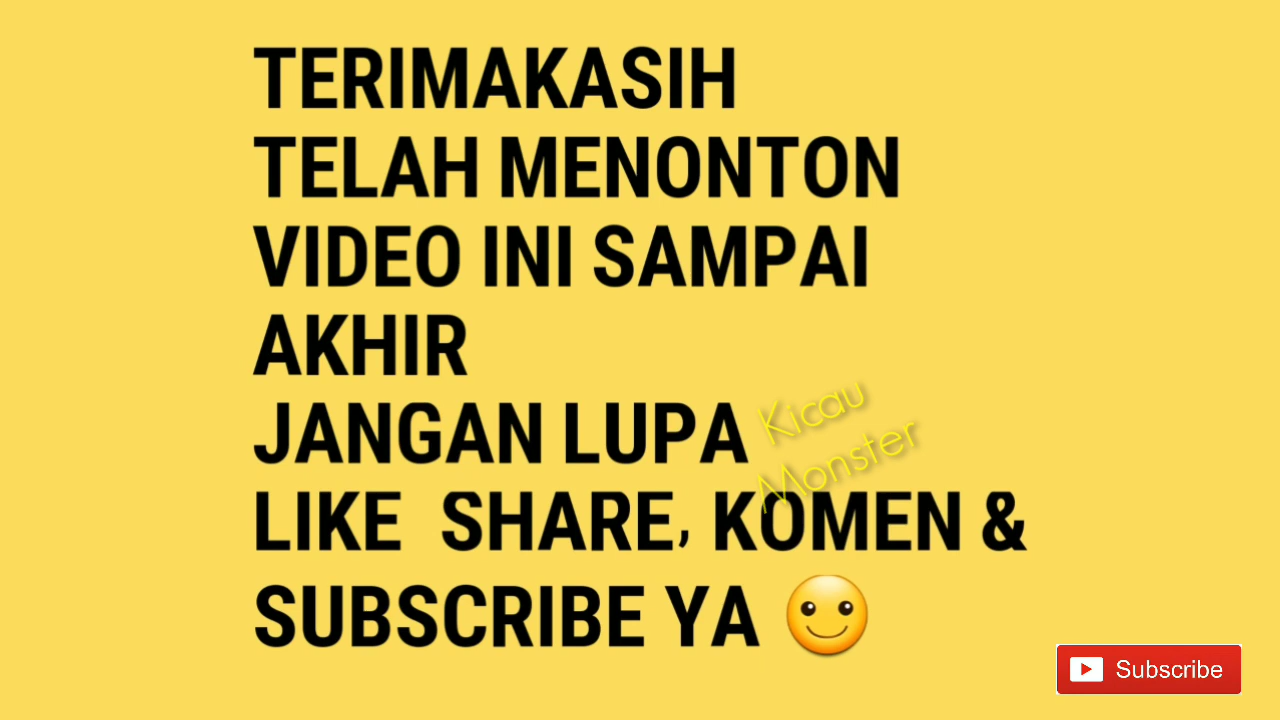 TERIMAKASIH
TELAH MENONTON
VIDEO INI SAMPAI
AKHIR
JANGAN LUPA
Kicau
Monster
LIKE SHARE, KOMEN &
SUBSCRIBE YA 🙂
Subscribe